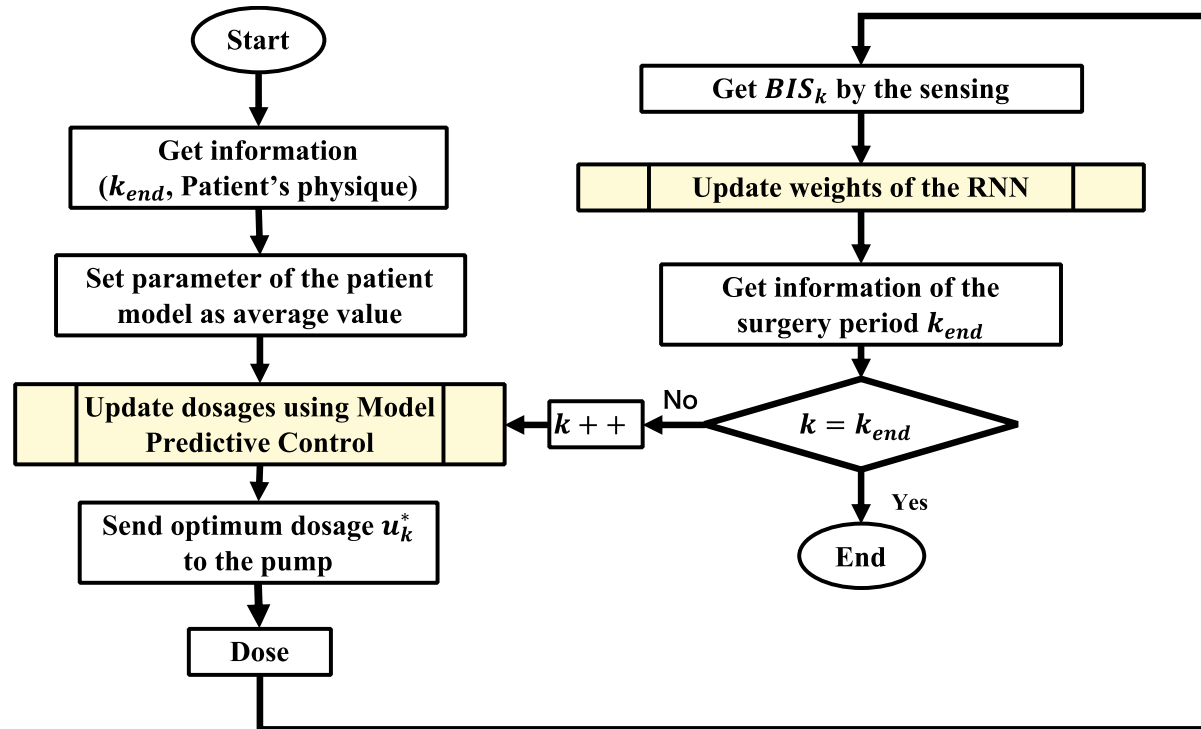 Start
Get information
(k_end, Patient's physique)
Set parameter of the patient
model as average value
Update dosages using Model
Predictive Control
Send optimum dosage u_k^*
to the pump
Dose
Get BIS_k by the sensing
Update weights of the RNN
Get information of the
surgery period k_end
k = k_end
No
k + +
Yes
End